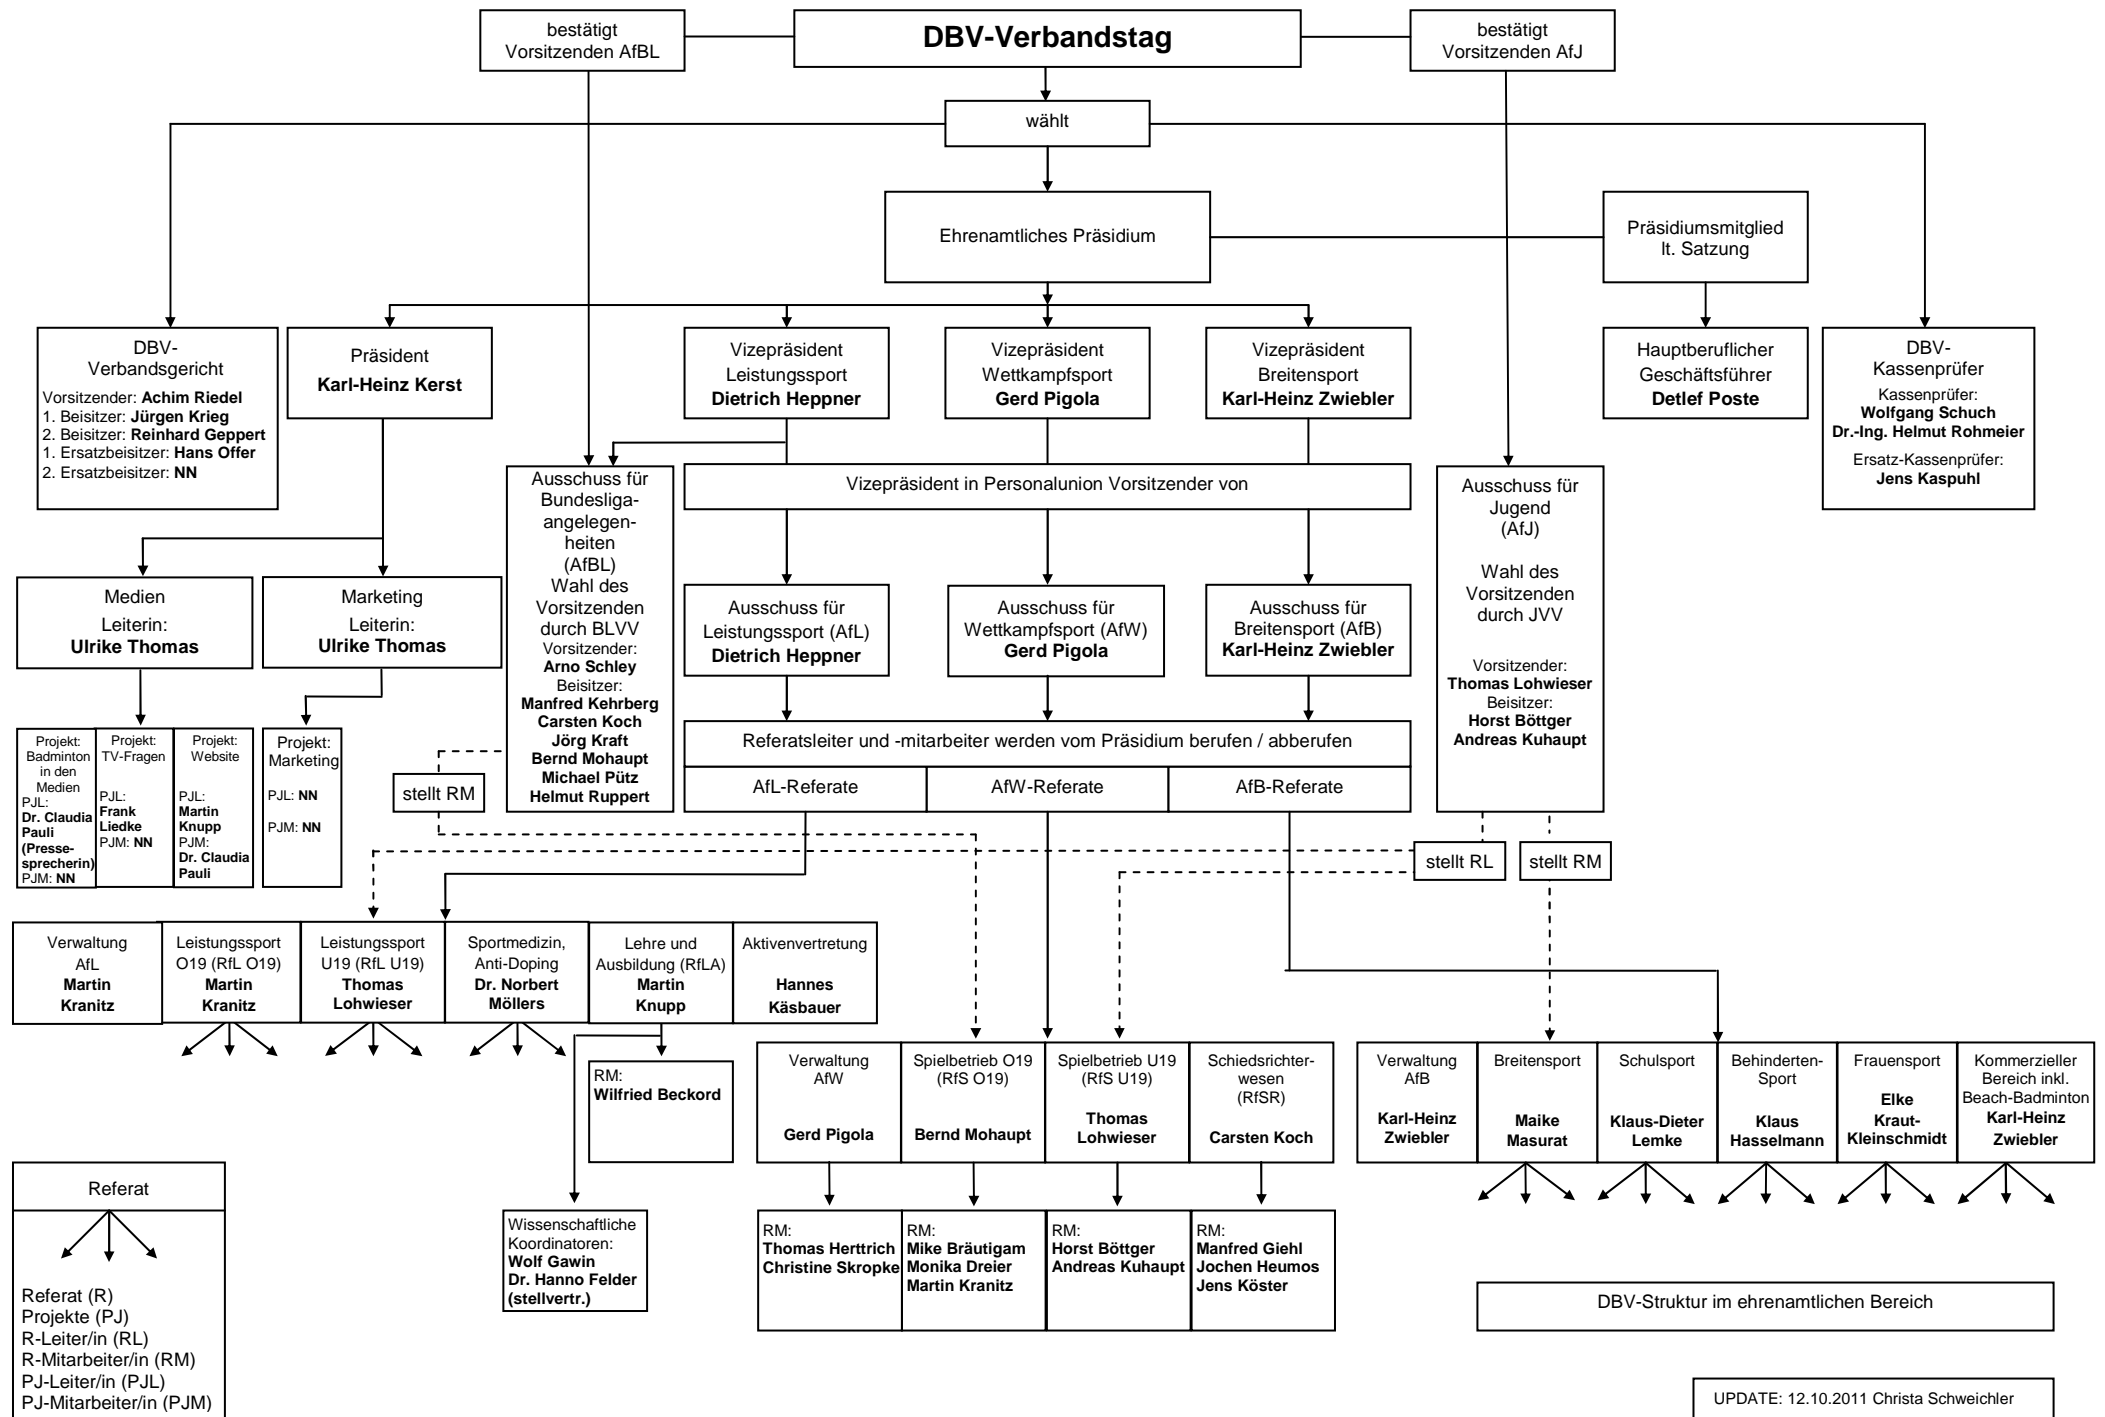 bestätigt
Vorsitzenden AfBL
DBV-Verbandstag
bestätigt
Vorsitzenden AfJ
wählt
Ehrenamtliches Präsidium
Präsidiumsmitglied
lt. Satzung
DBV-
Verbandsgericht
Vorsitzender: Achim Riedel
1. Beisitzer: Jürgen Krieg
2. Beisitzer: Reinhard Geppert
1. Ersatzbeisitzer: Hans Offer
2. Ersatzbeisitzer: NN
Präsident
Karl-Heinz Kerst
Vizepräsident
Leistungssport
Dietrich Heppner
Vizepräsident
Wettkampfsport
Gerd Pigola
Vizepräsident
Breitensport
Karl-Heinz Zwiebler
Hauptberuflicher
Geschäftsführer
Detlef Poste
DBV-
Kassenprüfer
Kassenprüfer:
Wolfgang Schuch
Dr.-Ing. Helmut Rohmeier
Ersatz-Kassenprüfer:
Jens Kaspuhl
Ausschuss für
Bundesliga-
angelegen-
heiten
(AfBL)
Wahl des
Vorsitzenden
durch BLVV
Vorsitzender:
Arno Schley
Beisitzer:
Manfred Kehrberg
Carsten Koch
Jörg Kraft
Bernd Mohaupt
Michael Pütz
Helmut Ruppert
Vizepräsident in Personalunion Vorsitzender von
Ausschuss für
Jugend
(AfJ)
Wahl des
Vorsitzenden
durch JVV
Vorsitzender:
Thomas Lohwieser
Beisitzer:
Horst Böttger
Andreas Kuhaupt
Medien
Leiterin:
Ulrike Thomas
Marketing
Leiterin:
Ulrike Thomas
Ausschuss für
Leistungssport (AfL)
Dietrich Heppner
Ausschuss für
Wettkampfsport (AfW)
Gerd Pigola
Ausschuss für
Breitensport (AfB)
Karl-Heinz Zwiebler
Projekt:
Badminton
in den
Medien
PJL:
Dr. Claudia
Pauli
(Presse-
sprecherin)
PJM: NN
Projekt:
TV-Fragen
PJL:
Frank
Liedke
PJM: NN
Projekt:
Website
PJL:
Martin
Knupp
PJM:
Dr. Claudia
Pauli
Projekt:
Marketing
PJL: NN
PJM: NN
stellt RM
Referatsleiter und -mitarbeiter werden vom Präsidium berufen / abberufen
AfL-Referate
AfW-Referate
AfB-Referate
stellt RL
stellt RM
Verwaltung
AfL
Martin
Kranitz
Leistungssport
O19 (RfL O19)
Martin
Kranitz
Leistungssport
U19 (RfL U19)
Thomas
Lohwieser
Sportmedizin,
Anti-Doping
Dr. Norbert
Möllers
Lehre und
Ausbildung (RfLA)
Martin
Knupp
Aktivenvertretung
Hannes
Käsbauer
RM:
Wilfried Beckord
Wissenschaftliche
Koordinatoren:
Wolf Gawin
Dr. Hanno Felder
(stellvertr.)
Verwaltung
AfW
Gerd Pigola
Spielbetrieb O19
(RfS O19)
Bernd Mohaupt
Spielbetrieb U19
(RfS U19)
Thomas
Lohwieser
Schiedsrichter-
wesen
(RfSR)
Carsten Koch
RM:
Thomas Herttrich
Christine Skropke
RM:
Mike Bräutigam
Monika Dreier
Martin Kranitz
RM:
Horst Böttger
Andreas Kuhaupt
RM:
Manfred Giehl
Jochen Heumos
Jens Köster
Verwaltung
AfB
Karl-Heinz
Zwiebler
Breitensport
Maike
Masurat
Schulsport
Klaus-Dieter
Lemke
Behinderten-
Sport
Klaus
Hasselmann
Frauensport
Elke
Kraut-
Kleinschmidt
Kommerzieller
Bereich inkl.
Beach-Badminton
Karl-Heinz
Zwiebler
Referat
Referat (R)
Projekte (PJ)
R-Leiter/in (RL)
R-Mitarbeiter/in (RM)
PJ-Leiter/in (PJL)
PJ-Mitarbeiter/in (PJM)
DBV-Struktur im ehrenamtlichen Bereich
UPDATE: 12.10.2011 Christa Schweichler